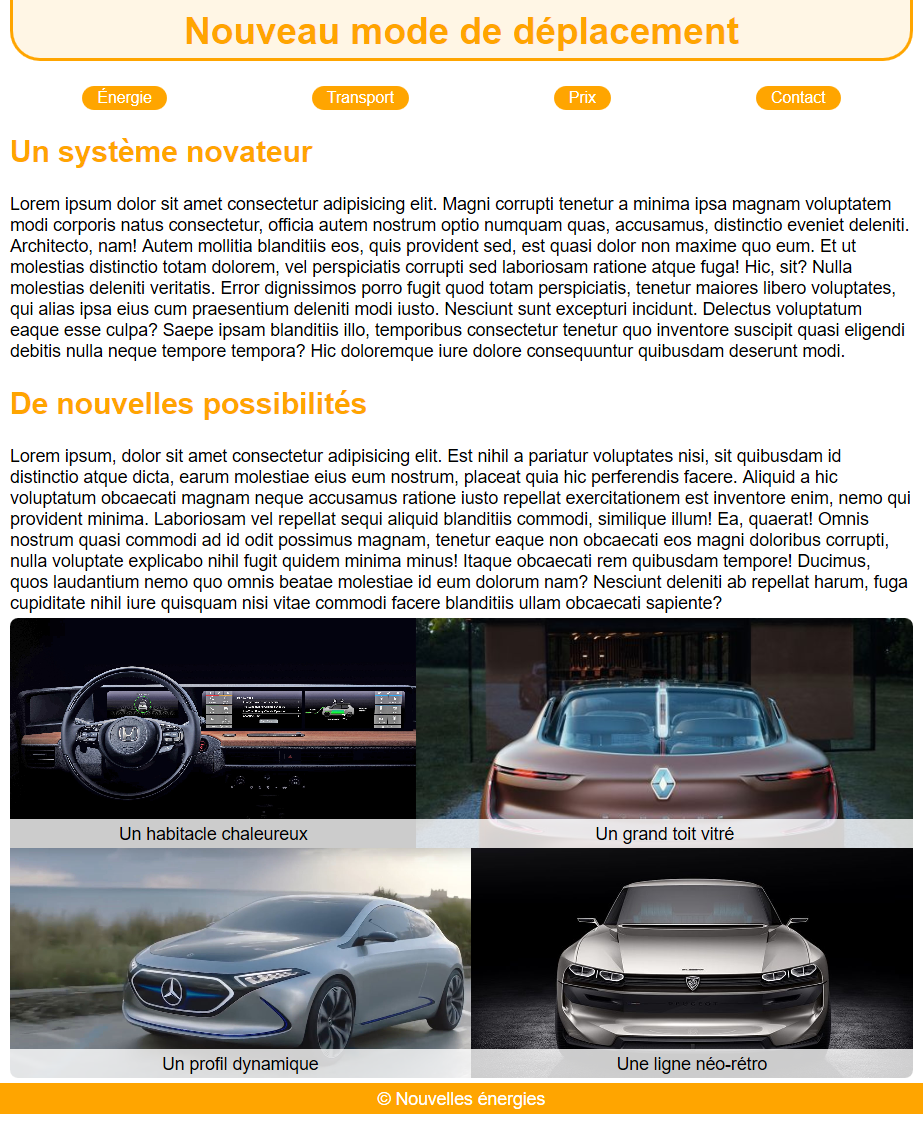 Nouveau mode de déplacement
Énergie
Transport
Prix
Contact
Un système novateur
Lorem ipsum dolor sit amet consectetur adipisicing elit. Magni corrupti tenetur a minima ipsa magnam voluptatem
modi corporis natus consectetur, officia autem nostrum optio numquam quas, accusamus, distinctio eveniet deleniti.
Architecto, nam! Autem mollitia blanditiis eos, quis provident sed, est quasi dolor non maxime quo eum. Et ut
molestias distinctio totam dolorem, vel perspiciatis corrupti sed laboriosam ratione atque fuga! Hic, sit? Nulla
molestias deleniti veritatis. Error dignissimos porro fugit quod totam perspiciatis, tenetur maiores libero voluptates,
qui alias ipsa eius cum praesentium deleniti modi iusto. Nesciunt sunt excepturi incidunt. Delectus voluptatum
eaque esse culpa? Saepe ipsam blanditiis illo, temporibus consectetur tenetur quo inventore suscipit quasi eligendi
debitis nulla neque tempore tempora? Hic doloremque iure dolore consequuntur quibusdam deserunt modi.
De nouvelles possibilités
Lorem ipsum, dolor sit amet consectetur adipisicing elit. Est nihil a pariatur voluptates nisi, sit quibusdam id
distinctio atque dicta, earum molestiae eius eum nostrum, placeat quia hic perferendis facere. Aliquid a hic
voluptatum obcaecati magnam neque accusamus ratione iusto repellat exercitationem est inventore enim, nemo qui
provident minima. Laboriosam vel repellat sequi aliquid blanditiis commodi, similique illum! Ea, quaerat! Omnis
nostrum quasi commodi ad id odit possimus magnam, tenetur eaque non obcaecati eos magni doloribus corrupti,
nulla voluptate explicabo nihil fugit quidem minima minus! Itaque obcaecati rem quibusdam tempore! Ducimus,
quos laudantium nemo quo omnis beatae molestiae id eum dolorum nam? Nesciunt deleniti ab repellat harum, fuga
cupiditate nihil iure quisquam nisi vitae commodi facere blanditiis ullam obcaecati sapiente?
Un habitacle chaleureux
Un grand toit vitré
Un profil dynamique
Une ligne néo-rétro
© Nouvelles énergies